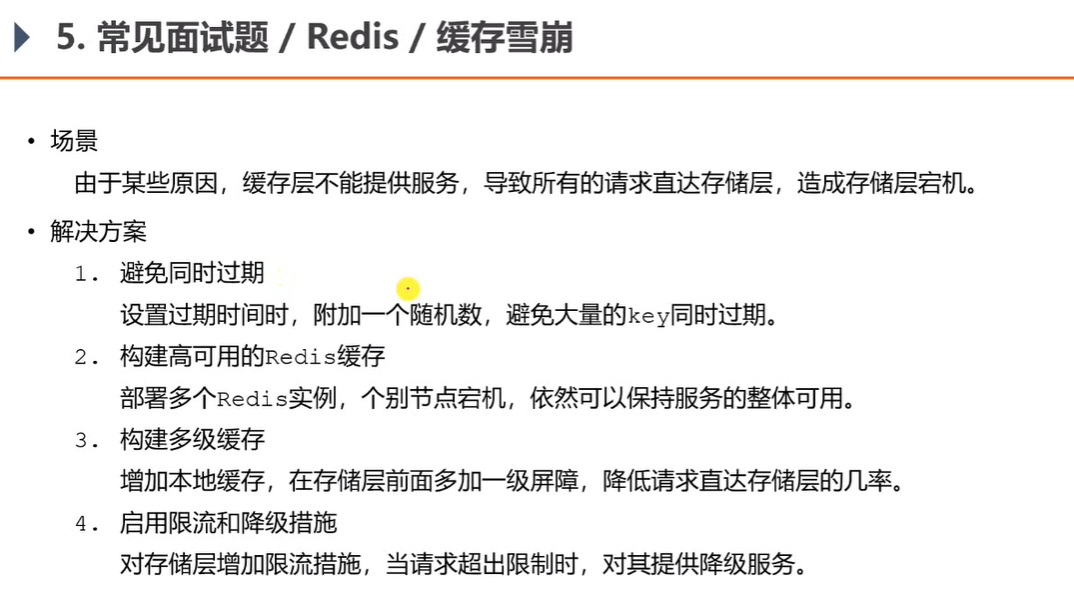 5. 常见面试题 / Redis / 缓存雪崩
• 场景
由于某些原因，缓存层不能提供服务，导致所有的请求直达存储层，造成存储层宕机。
• 解决方案
1. 避免同时过期
设置过期时间时，附加一个随机数，避免大量的key同时过期。
2. 构建高可用的Redis缓存
部署多个Redis实例，个别节点宕机，依然可以保持服务的整体可用。
3. 构建多级缓存
增加本地缓存，在存储层前面多加一级屏障，降低请求直达存储层的几率。
4. 启用限流和降级措施
对存储层增加限流措施，当请求超出限制时，对其提供降级服务。